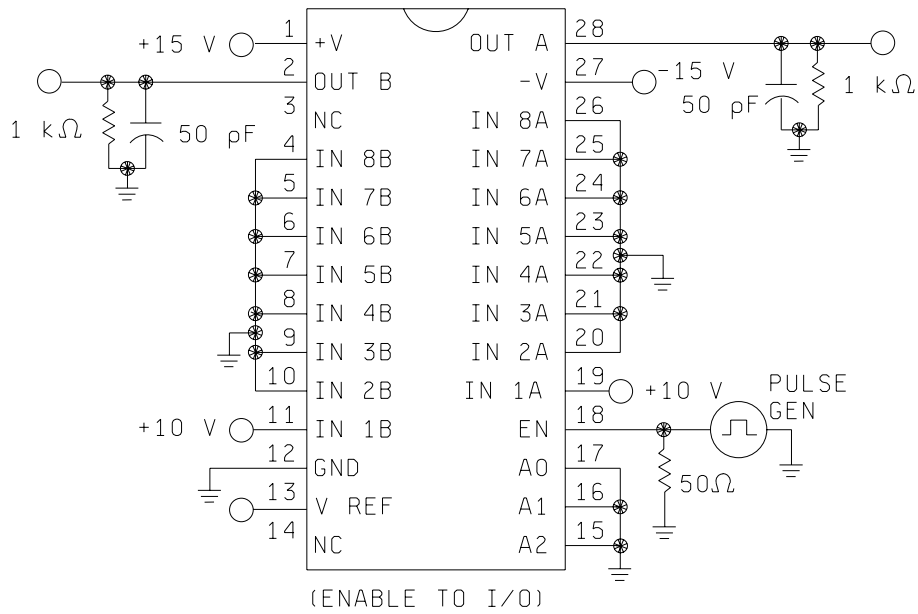 +15 V
1
+V
OUT A
28
2
OUT B
-V
27
-15 V
1 kΩ
50 pF
50 pF
1 kΩ
3
NC
IN 8A
26
4
IN 8B
IN 7A
25
5
IN 7B
IN 6A
24
6
IN 6B
IN 5A
23
7
IN 5B
IN 4A
22
8
IN 4B
IN 3A
21
9
IN 3B
IN 2A
20
10
IN 2B
IN 1A
19
+10 V
PULSE
GEN
+10 V
11
IN 1B
EN
18
12
GND
A0
17
50Ω
13
V REF
A1
16
14
NC
A2
15
(ENABLE TO I/O)